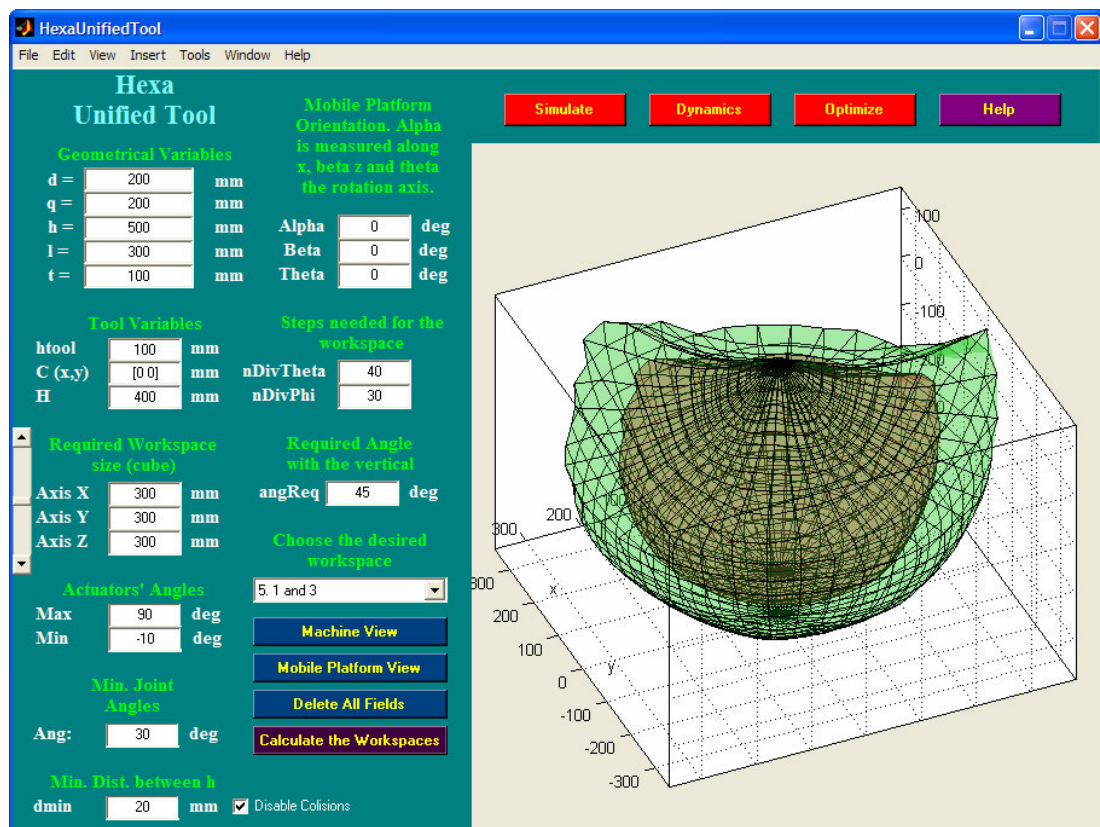 HexaUnifiedTool
File Edit View Insert Tools Window Help
Hexa
Unified Tool
Geometrical Variables
d = 200 mm
q = 200 mm
h = 500 mm
l = 300 mm
t = 100 mm
Mobile Platform
Orientation. Alpha
is measured along
x, beta z and theta
the rotation axis.
Alpha 0 deg
Beta 0 deg
Theta 0 deg
Tool Variables
htool 100 mm
C (x,y) [0 0] mm
H 400 mm
Steps needed for the
workspace
nDivTheta 40
nDivPhi 30
Required Workspace
size (cube)
Axis X 300 mm
Axis Y 300 mm
Axis Z 300 mm
Required Angle
with the vertical
angReq 45 deg
Choose the desired
workspace
5. 1 and 3
Actuators' Angles
Max 90 deg
Min -10 deg
Machine View
Mobile Platform View
Delete All Fields
Calculate the Workspaces
Min. Joint
Angles
Ang: 30 deg
Min. Dist. between h
dmin 20 mm
Disable Colisions
Simulate Dynamics Optimize Help
100
0
-100
300
200
300
200
100
0
-100
-200
-300
x
y